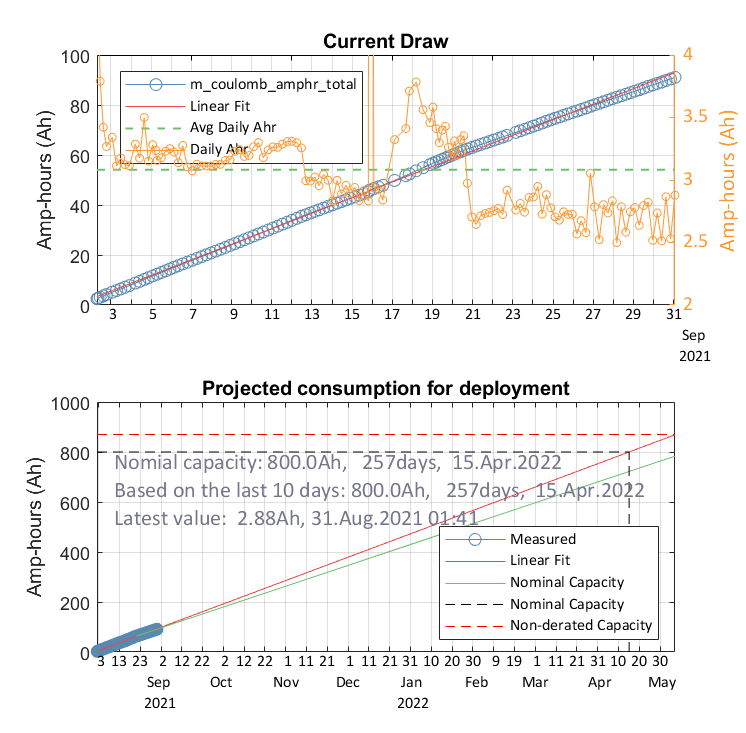 Current Draw
100 80 60 40 20 0
Amp-hours (Ah)
m_coulomb_amphr_total
Linear Fit
Avg Daily Ahr
Daily Ahr
4 3.5 3 2.5 2
Amp-hours (Ah)
3 5 7 9 11 13 15 17 19 21 23 25 27 29 31
Sep
2021
Projected consumption for deployment
1000 800 600 400 200 0
Amp-hours (Ah)
Nomial capacity: 800.0Ah, 257days, 15.Apr.2022
Based on the last 10 days: 800.0Ah, 257days, 15.Apr.2022
Latest value: 2.88Ah, 31.Aug.2021 01:41
Measured
Linear Fit
Nominal Capacity
Nominal Capacity
Non-derated Capacity
3 13 23 2 12 22 2 12 22 1 11 21 1 11 21 31 10 20 30 9 19 1 11 21 31 10 20 30
Sep Oct Nov Dec Jan Feb Mar Apr May
2021 2022